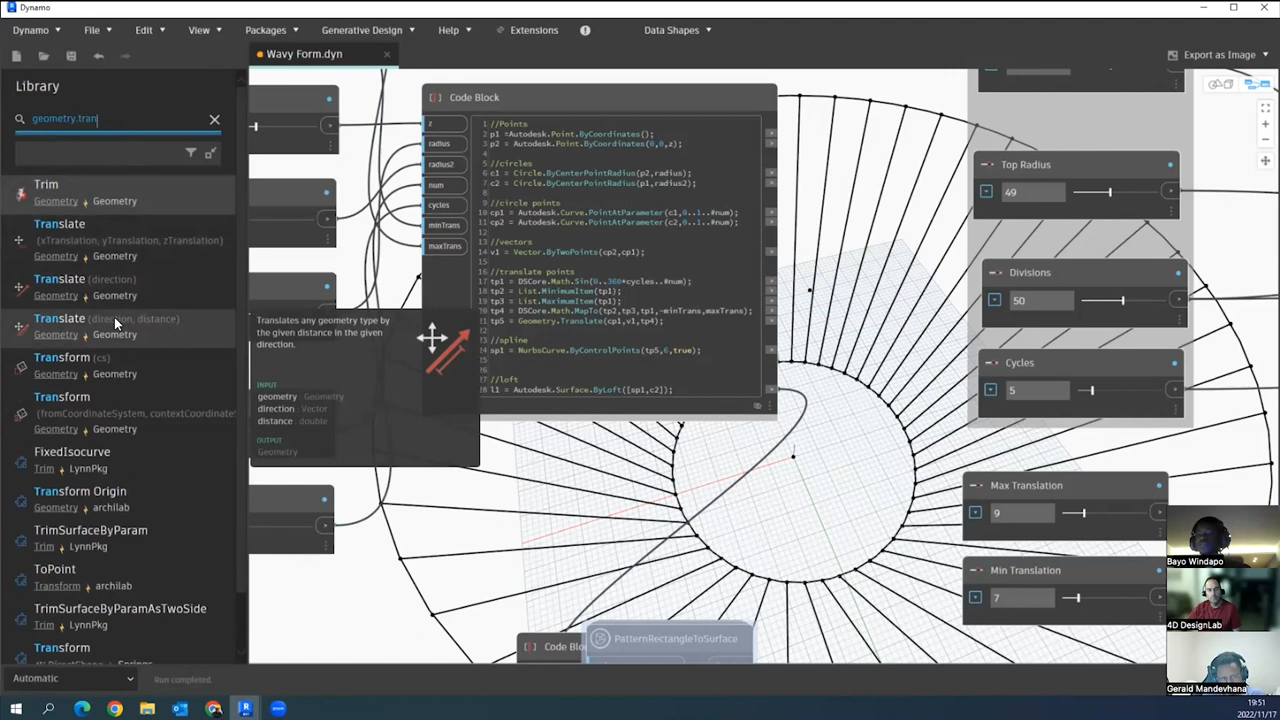 Dynamo
Dynamo
File
Edit
View
Packages
Generative Design
Help
Extensions
Data Shapes
Wavy Form.dyn
Export as Image
Library
geometry.tran
Trim
Geometry Geometry
Translate
(xTranslation, yTranslation, zTranslation)
Geometry Geometry
Translate (direction)
Geometry Geometry
Translate (direction, distance)
Geometry Geometry
Transform (cs)
Geometry Geometry
Transform
(fromCoordinateSystem, contextCoordinateS
Geometry Geometry
FixedIsocurve
Trim LynnPkg
Transform Origin
Geometry archilab
TrimSurfaceByParam
Trim LynnPkg
ToPoint
Transform archilab
TrimSurfaceByParamAsTwoSide
Trim LynnPkg
Transform
Automatic
Run completed.
Translates any geometry type by
the given distance in the given
direction.
INPUT
geometry Geometry
direction Vector
distance double
OUTPUT
Geometry
Code Block
z
radius
radius2
num
cycles
minTrans
maxTrans
1 //Points
2 p1 =Autodesk.Point.ByCoordinates();
3 p2 = Autodesk.Point.ByCoordinates(0,0,z);
5 //circles
6 c1 = Circle.ByCenterPointRadius(p2,radius);
7 c2 = Circle.ByCenterPointRadius(p1,radius2);
9 //circle points
10 cp1 = Autodesk.Curve.PointAtParameter(c1,0..1..#num);
11 cp2 = Autodesk.Curve.PointAtParameter(c2,0..1..#num);
13 //vectors
14 v1 = Vector.ByTwoPoints(cp2,cp1);
16 //translate points
17 tp1 = DSCore.Math.Sin(0..360*cycles..#num);
18 tp2 = List.MinimumItem(tp1);
19 tp3 = List.MaximumItem(tp1);
20 tp4 = DSCore.Math.MapTo(tp2,tp3,tp1,-minTrans,maxTrans);
21 tp5 = Geometry.Translate(cp1,v1,tp4);
23 //spline
24 sp1 = NurbsCurve.ByControlPoints(tp5,6,true);
27 //loft
28 l1 = Autodesk.Surface.ByLoft([sp1,c2]);
Top Radius
49
Divisions
50
Cycles
5
Max Translation
9
Min Translation
7
Code Bloc
PatternRectangleToSurface
Bayo Windapo
4D DesignLab
Gerald Mandevhana
19:51
2022/11/17